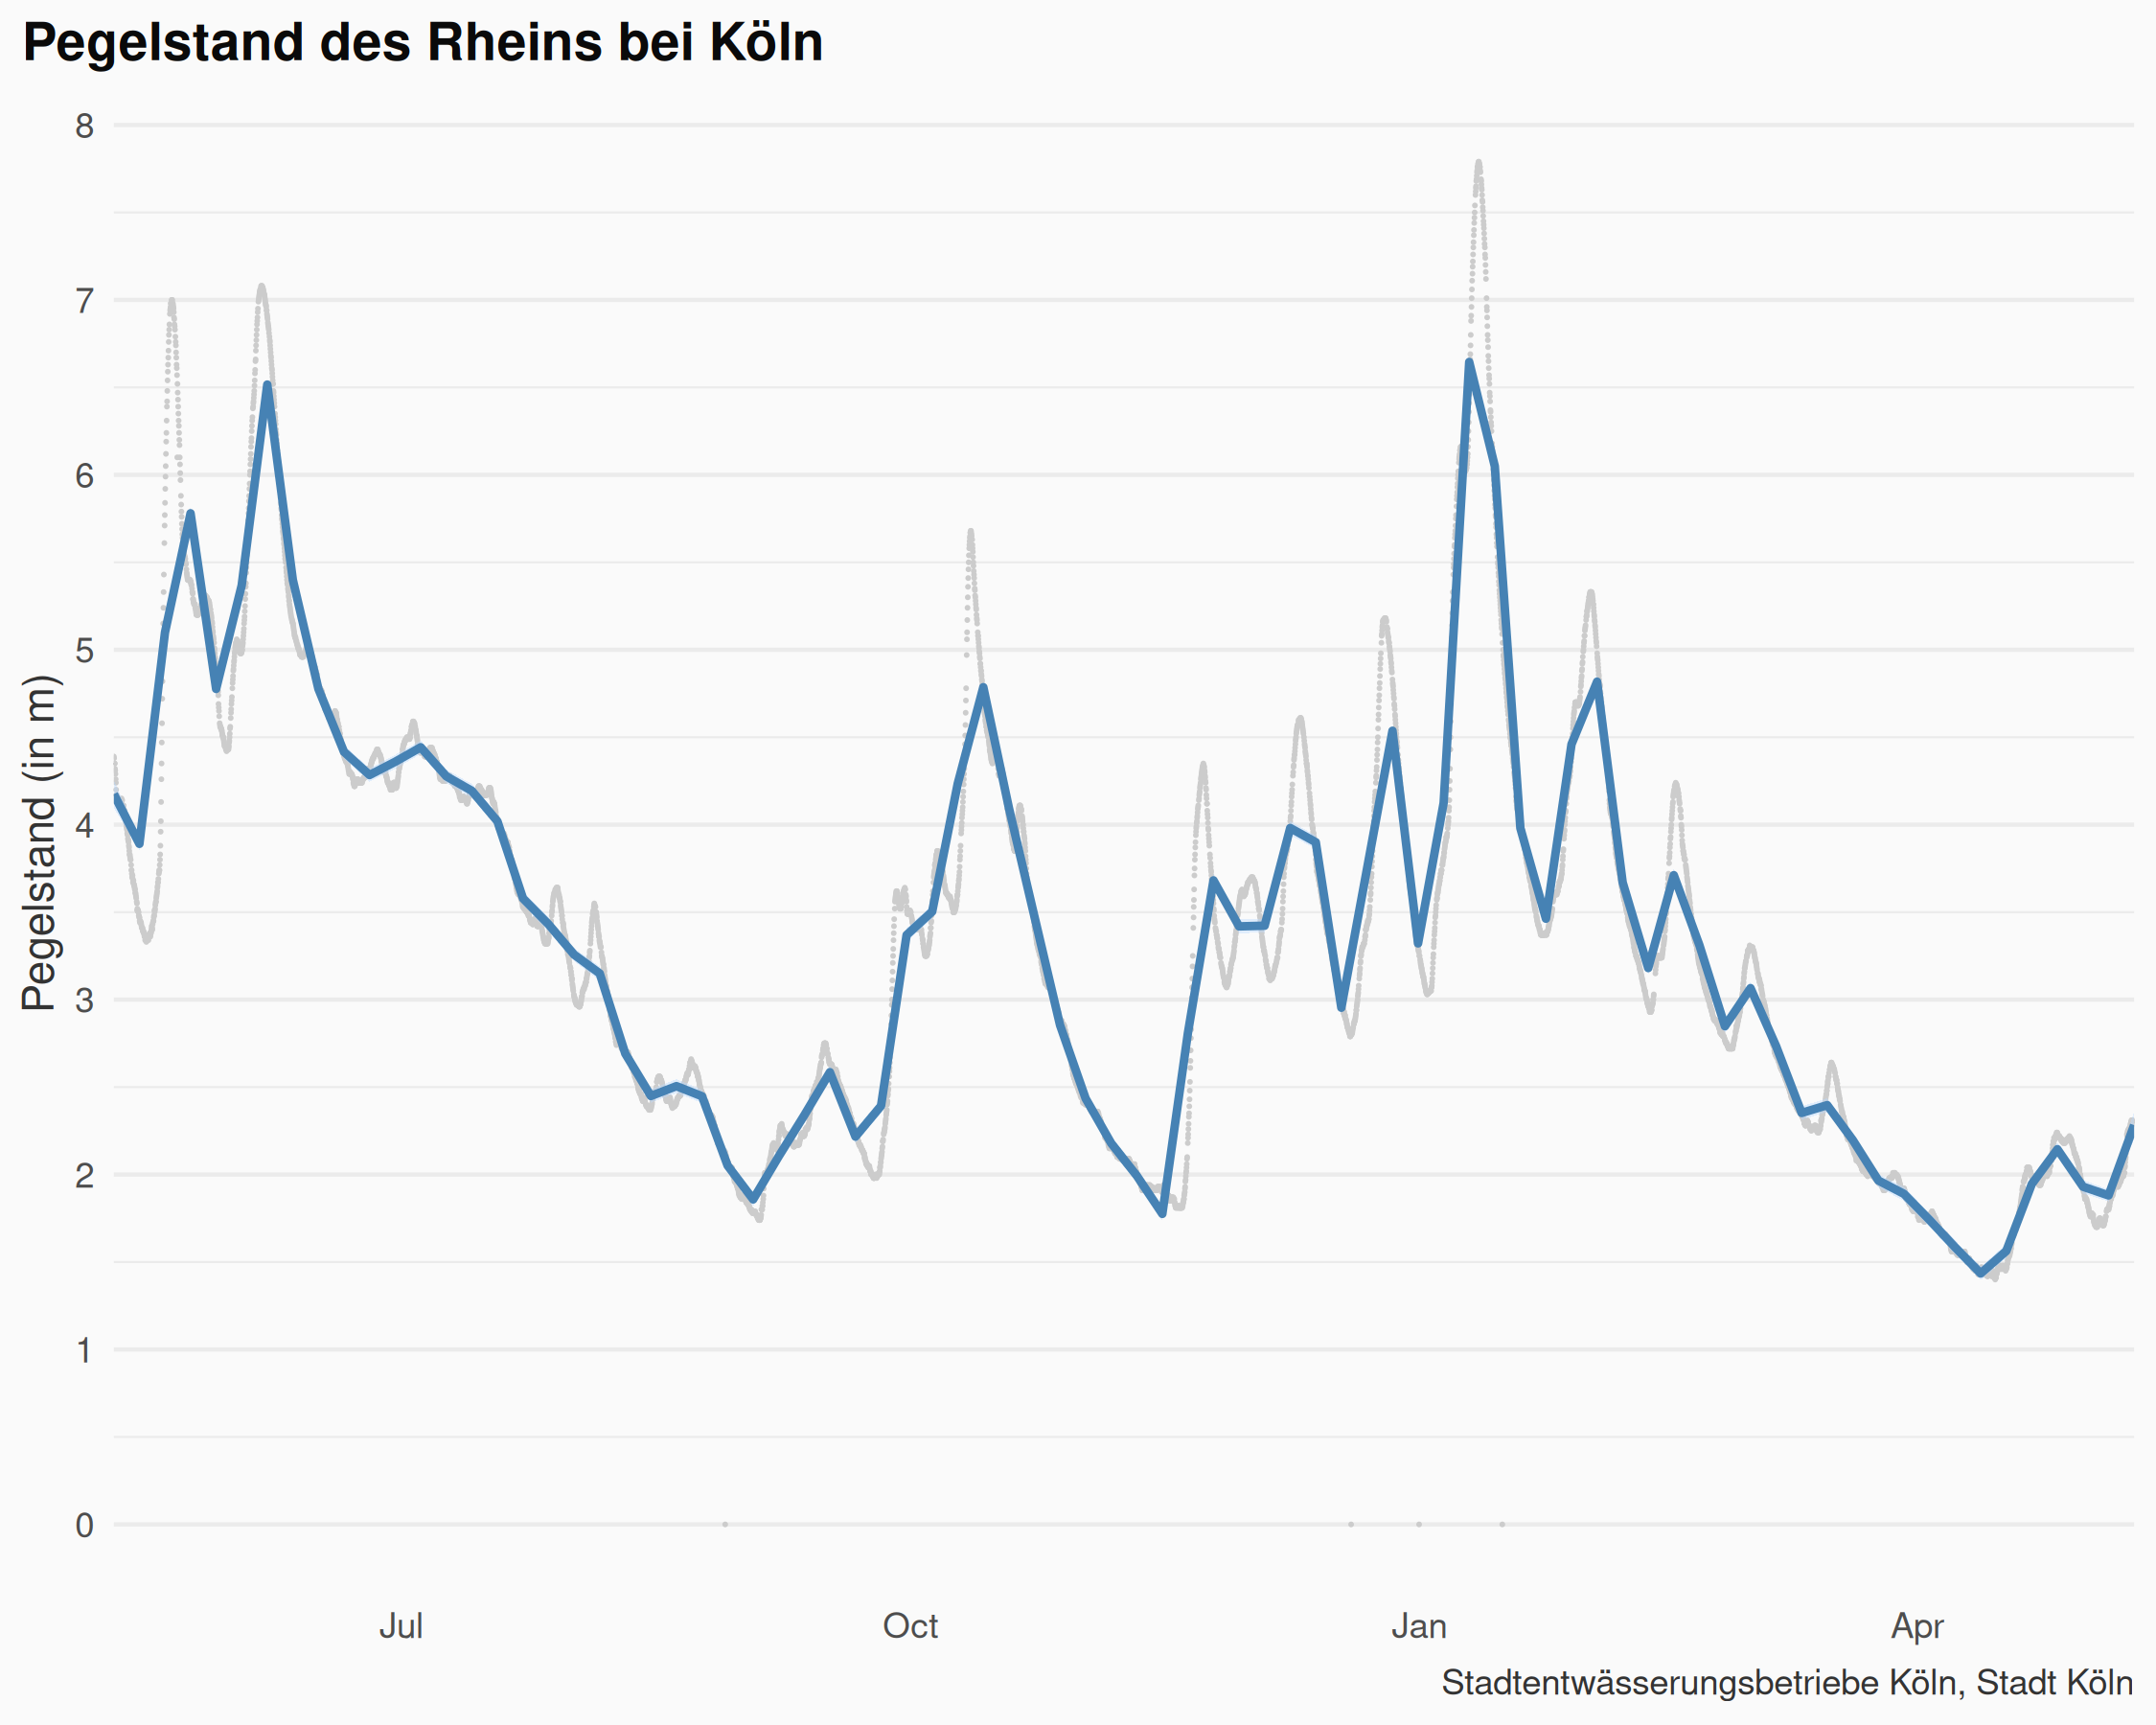 Pegelstand des Rheins bei Köln
Pegelstand (in m)
8
7
6
5
4
3
2
1
0
Jul Oct Jan Apr
Stadtentwässerungsbetriebe Köln, Stadt Köln